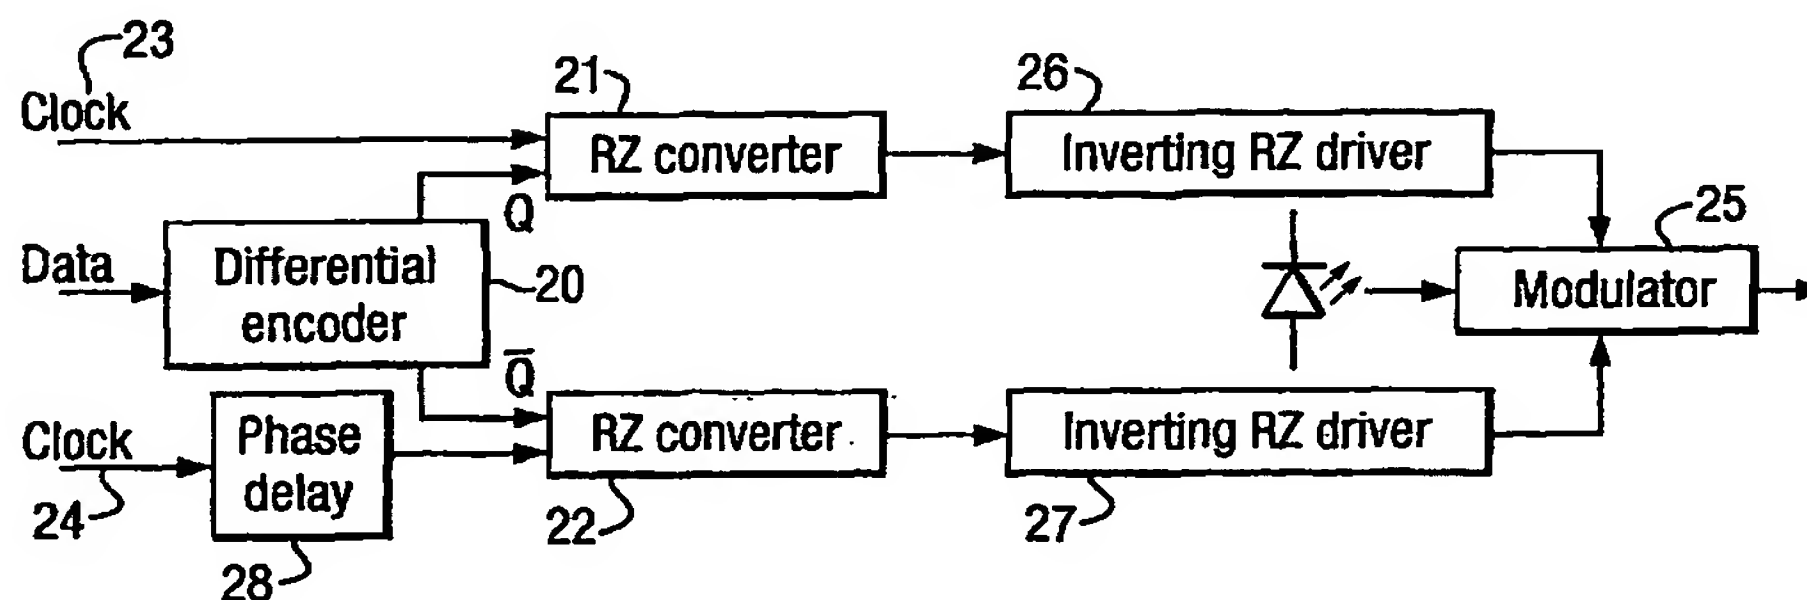 23
Clock
21
RZ converter
26
Inverting RZ driver
Q
25
Data
Differential
encoder
20
Modulator
Q̅
Clock
24
Phase
delay
28
RZ converter
22
Inverting RZ driver
27